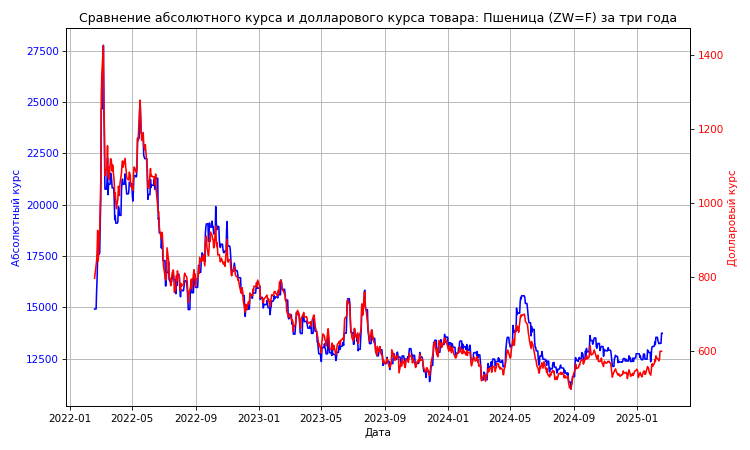 Сравнение абсолютного курса и долларового курса товара: Пшеница (ZW=F) за три года
27500
25000
22500
20000
17500
15000
12500
Абсолютный курс
1400
1200
1000
800
600
Долларовый курс
2022-01 2022-05 2022-09 2023-01 2023-05 2023-09 2024-01 2024-05 2024-09 2025-01
Дата